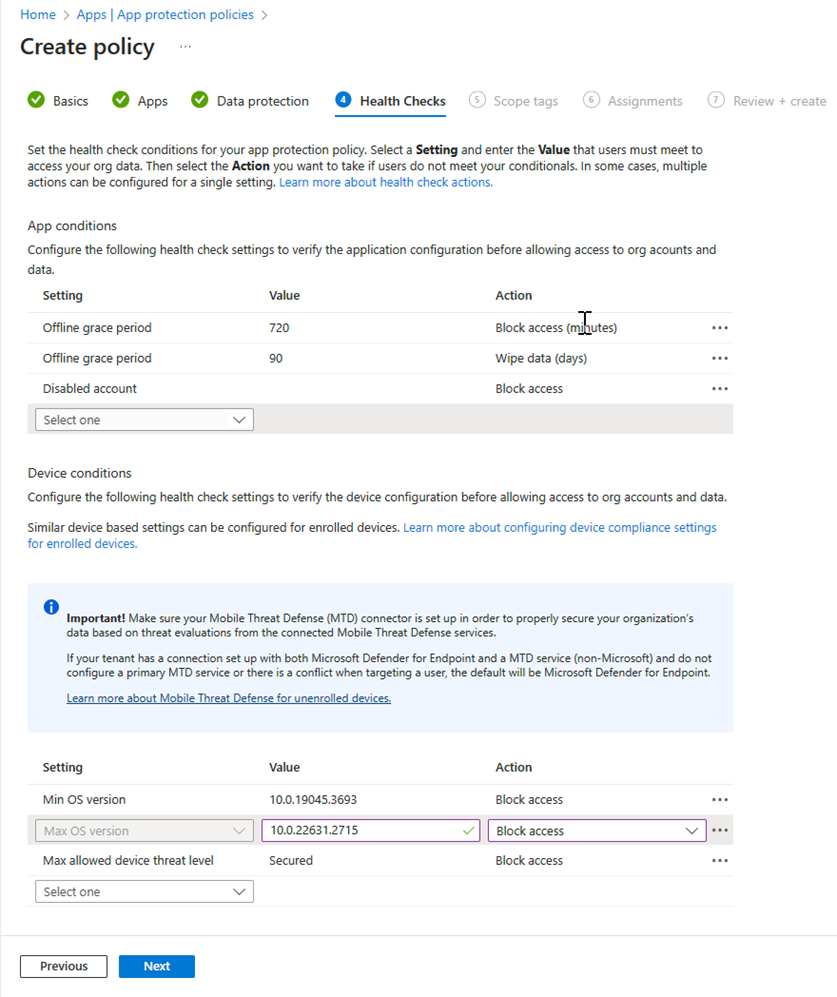 Home > Apps | App protection policies >
Create policy ...
Basics Apps Data protection 4 Health Checks 5 Scope tags 6 Assignments 7 Review + create
Set the health check conditions for your app protection policy. Select a Setting and enter the Value that users must meet to
access your org data. Then select the Action you want to take if users do not meet your conditionals. In some cases, multiple
actions can be configured for a single setting. Learn more about health check actions.
App conditions
Configure the following health check settings to verify the application configuration before allowing access to org acounts and
data.
Setting Value Action
Offline grace period 720 Block access (minutes)
Offline grace period 90 Wipe data (days)
Disabled account Block access
Select one
Device conditions
Configure the following health check settings to verify the device configuration before allowing access to org accounts and data.
Similar device based settings can be configured for enrolled devices. Learn more about configuring device compliance settings
for enrolled devices.
Important! Make sure your Mobile Threat Defense (MTD) connector is set up in order to properly secure your organization's
data based on threat evaluations from the connected Mobile Threat Defense services.
If your tenant has a connection set up with both Microsoft Defender for Endpoint and a MTD service (non-Microsoft) and do not
configure a primary MTD service or there is a conflict when targeting a user, the default will be Microsoft Defender for Endpoint.
Learn more about Mobile Threat Defense for unenrolled devices.
Setting Value Action
Min OS version 10.0.19045.3693 Block access
Max OS version 10.0.22631.2715 Block access
Max allowed device threat level Secured Block access
Select one
Previous Next